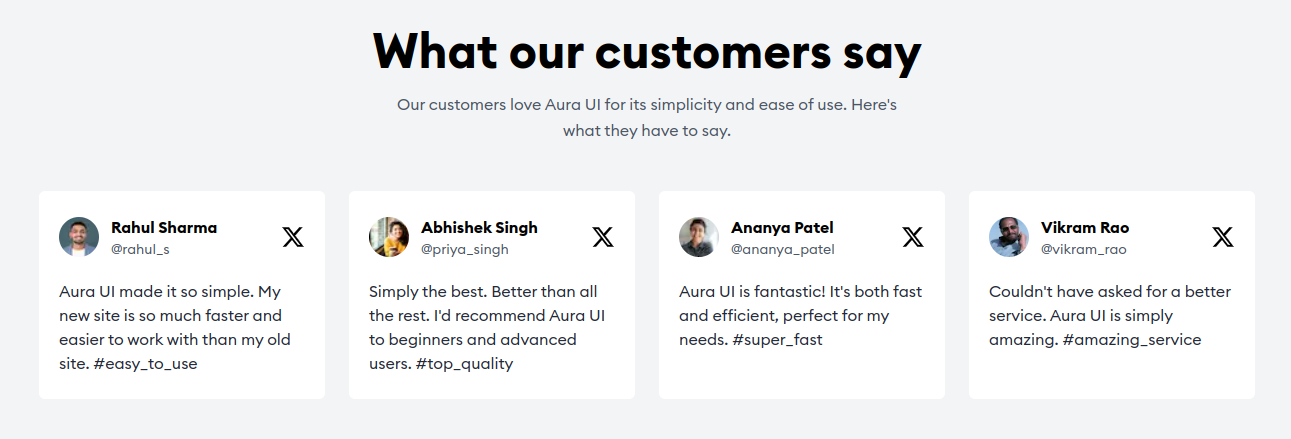 What our customers say
Our customers love Aura UI for its simplicity and ease of use. Here's
what they have to say.
Rahul Sharma
@rahul_s
Aura UI made it so simple. My
new site is so much faster and
easier to work with than my old
site. #easy_to_use
Abhishek Singh
@priya_singh
Simply the best. Better than all
the rest. I'd recommend Aura UI
to beginners and advanced
users. #top_quality
Ananya Patel
@ananya_patel
Aura UI is fantastic! It's both fast
and efficient, perfect for my
needs. #super_fast
Vikram Rao
@vikram_rao
Couldn't have asked for a better
service. Aura UI is simply
amazing. #amazing_service